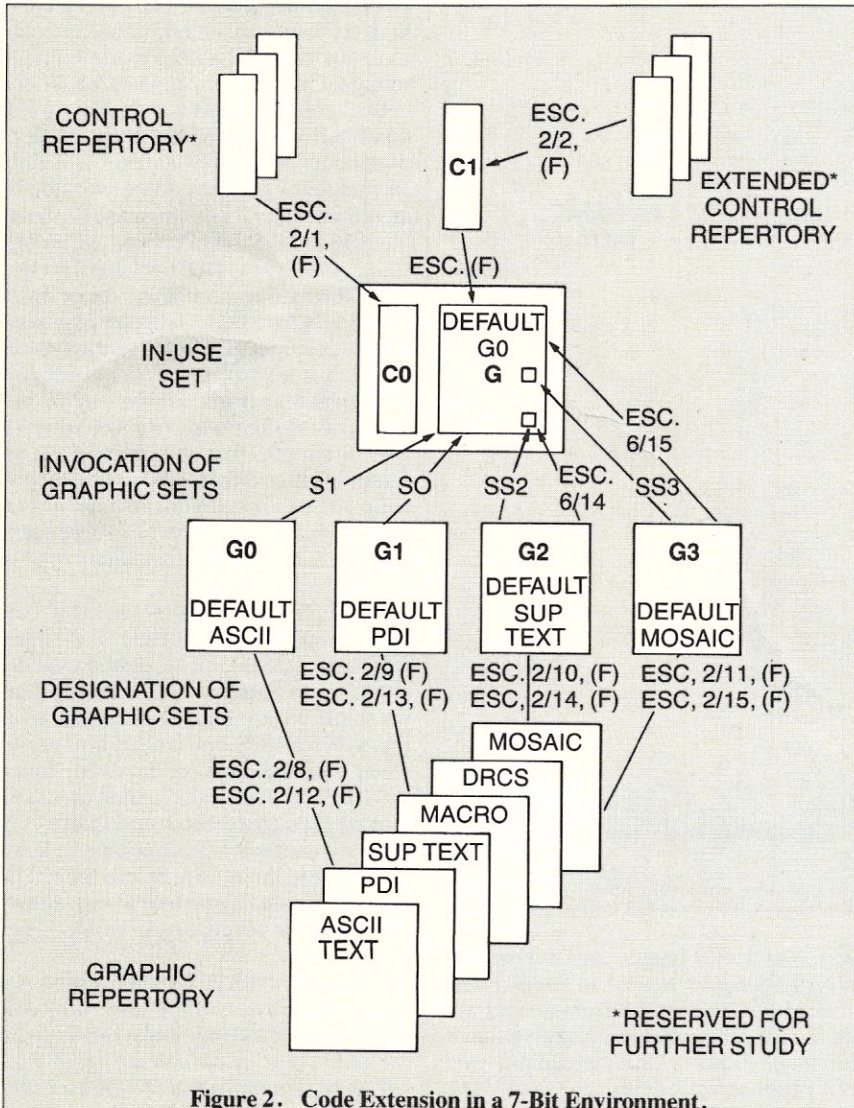 CONTROL
REPERTORY*
ESC.
2/1,
(F)
C1
ESC.
2/2,
(F)
EXTENDED*
CONTROL
REPERTORY
ESC. (F)
IN-USE
SET
C0
DEFAULT
G0
G
ESC.
6/15
INVOCATION OF
GRAPHIC SETS
S1
SO
SS2
ESC.
6/14
SS3
G0
DEFAULT
ASCII
G1
DEFAULT
PDI
G2
DEFAULT
SUP
TEXT
G3
DEFAULT
MOSAIC
DESIGNATION OF
GRAPHIC SETS
ESC. 2/8, (F)
ESC. 2/12, (F)
ESC. 2/9 (F)
ESC. 2/13, (F)
ESC. 2/10, (F)
ESC, 2/14, (F)
ESC, 2/11, (F)
ESC, 2/15, (F)
MOSAIC
DRCS
MACRO
SUP TEXT
PDI
ASCII
TEXT
GRAPHIC
REPERTORY
*RESERVED FOR
FURTHER STUDY
Figure 2. Code Extension in a 7-Bit Environment.